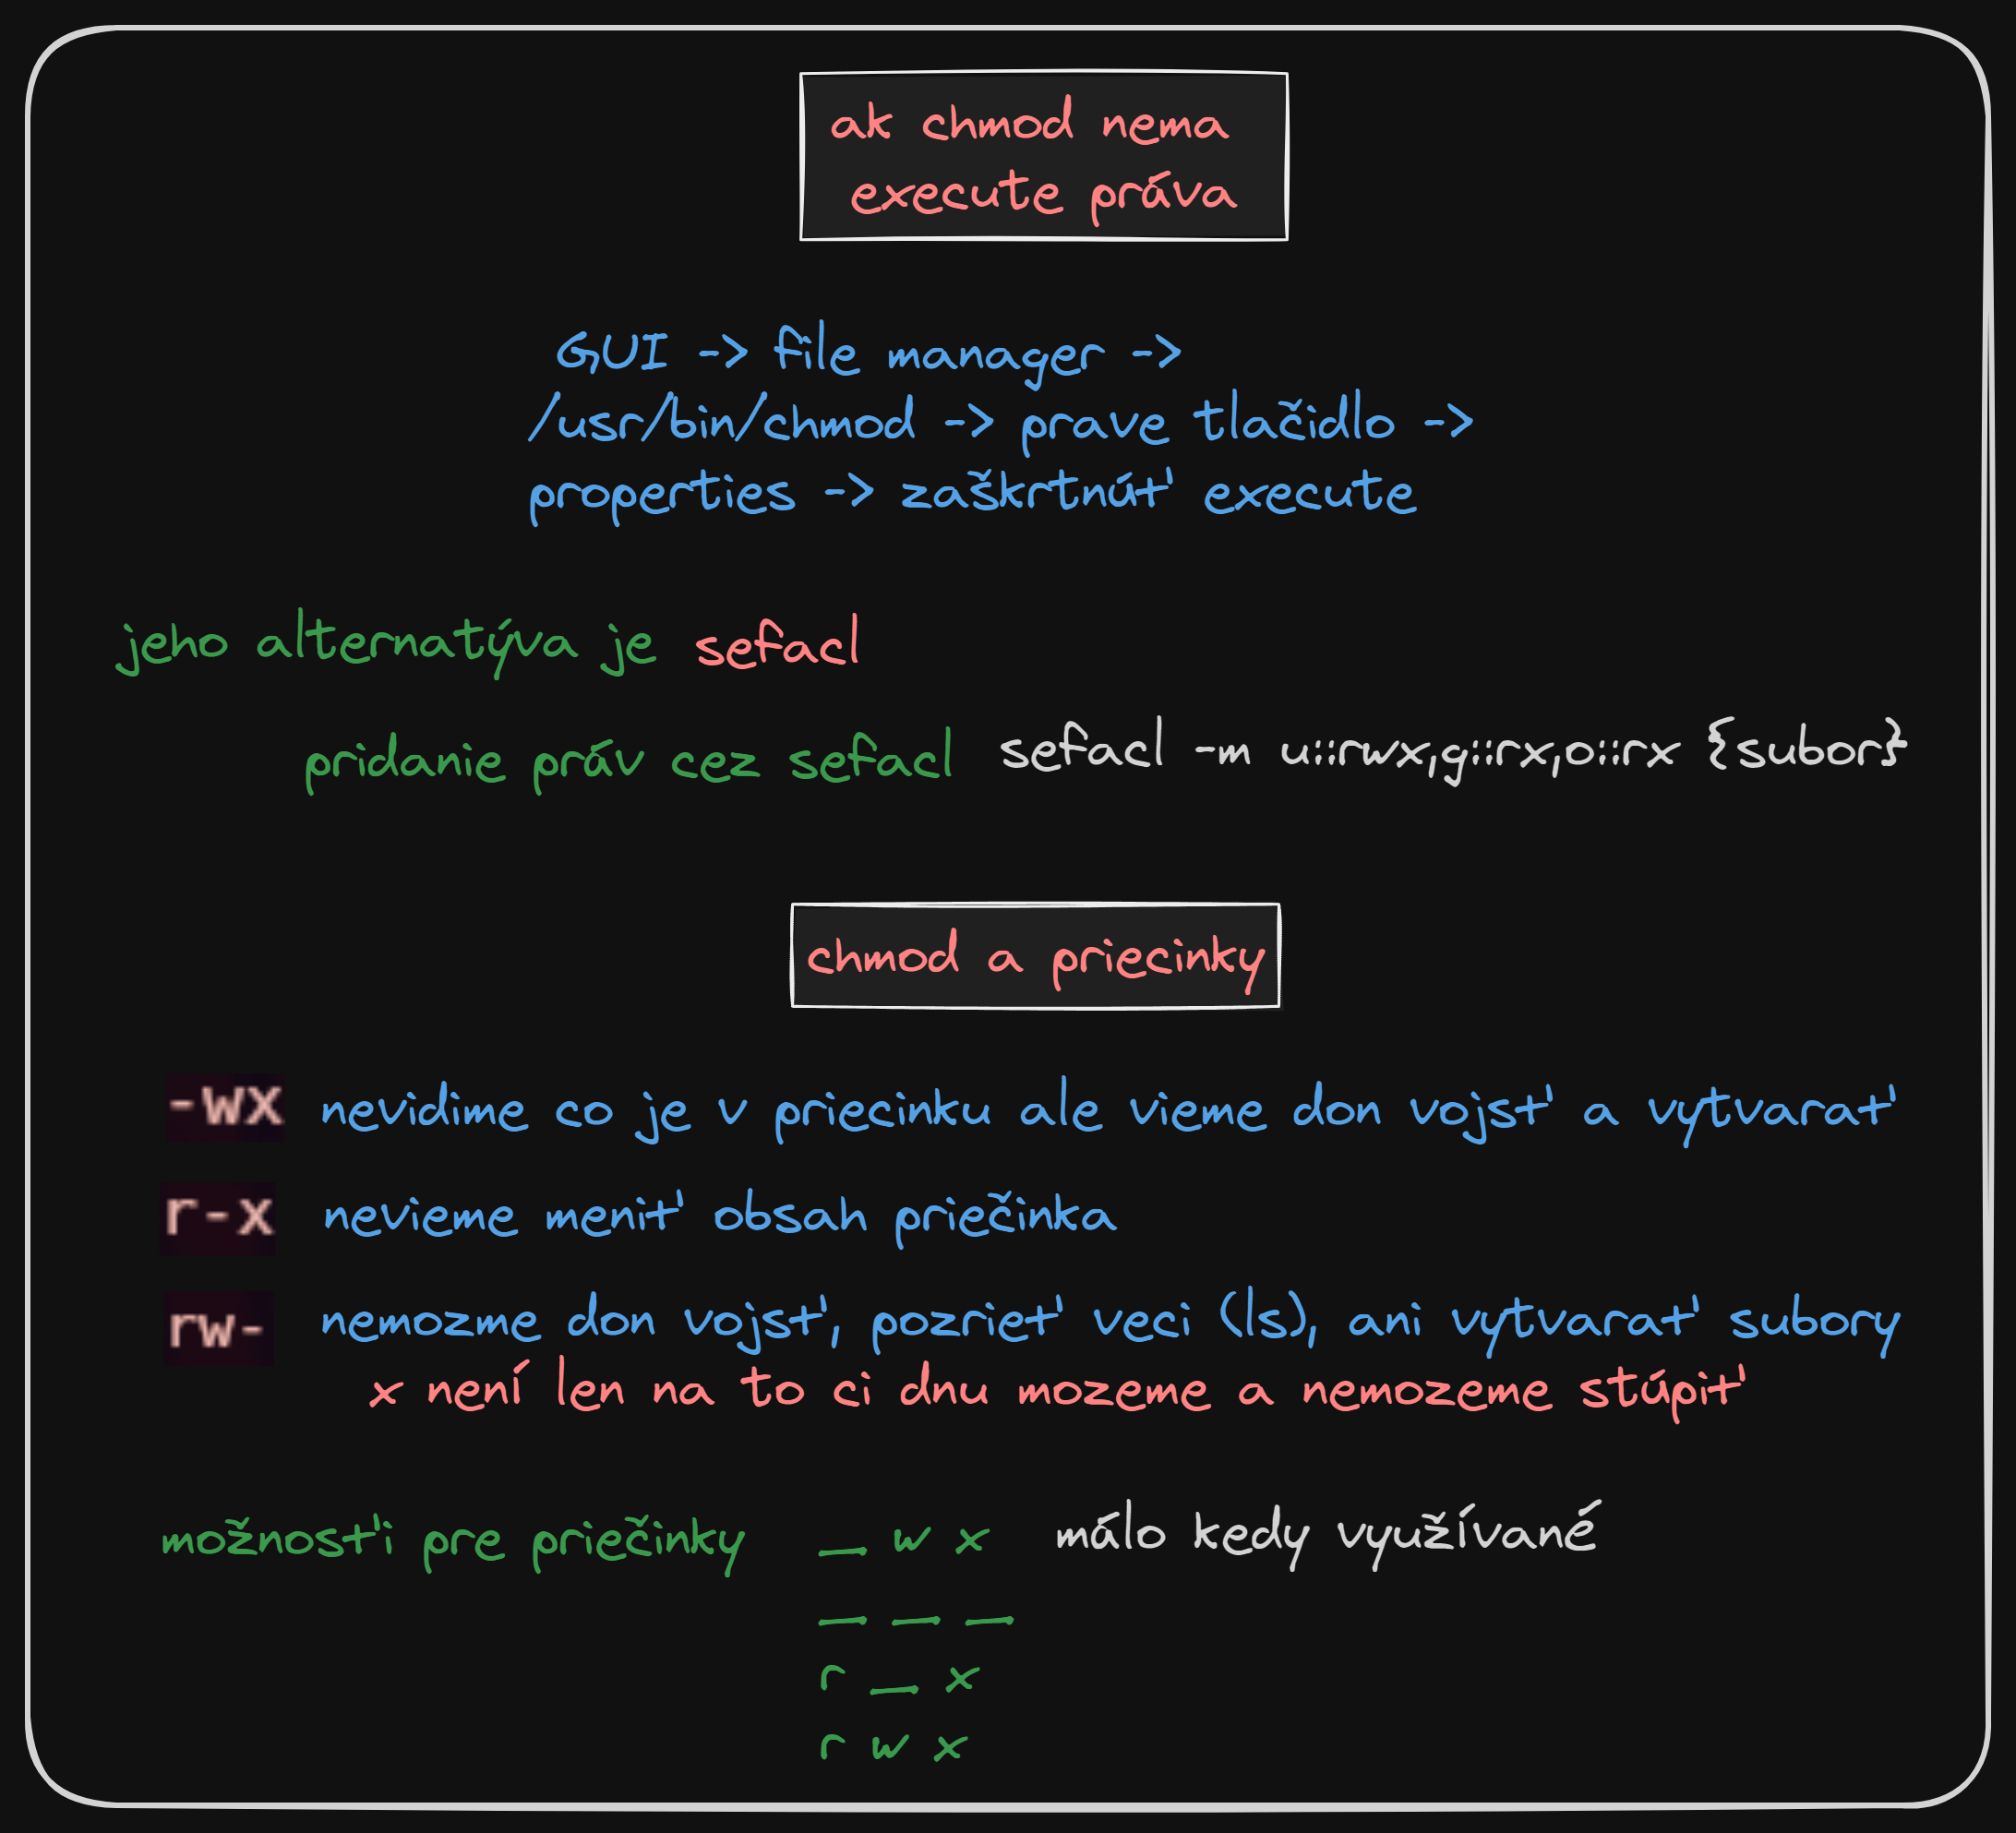 ak chmod nema
execute práva
GUI -> file manager ->
/usr/bin/chmod -> prave tlačidlo ->
properties -> zaškrtnúť execute
jeho alternatýva je sefacl
pridanie práv cez sefacl sefacl -m u::rwx,g::rx,o::rx {subor}
chmod a priecinky
-wx nevidime co je v priecinku ale vieme don vojsť a vytvarať
r-x nevieme meniť obsah priečinka
rw- nemozme don vojsť, pozrieť veci (ls), ani vytvarať subory
x není len na to ci dnu mozeme a nemozeme stúpiť
možnosťi pre priečinky _ w x málo kedy využívané
_ _ _
r _ x
r w x